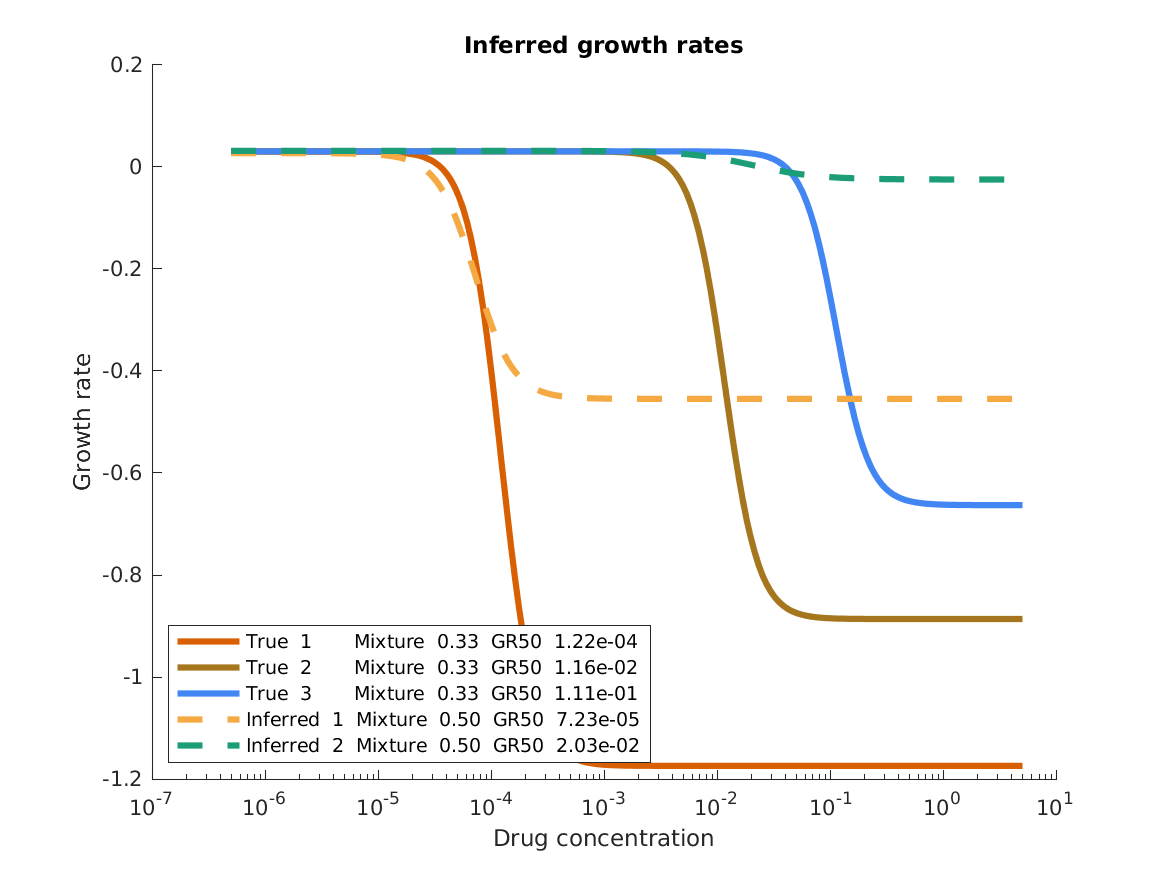 Inferred growth rates
0.2
0
-0.2
-0.4
-0.6
-0.8
-1
-1.2
Growth rate
True 1 Mixture 0.33 GR50 1.22e-04
True 2 Mixture 0.33 GR50 1.16e-02
True 3 Mixture 0.33 GR50 1.11e-01
Inferred 1 Mixture 0.50 GR50 7.23e-05
Inferred 2 Mixture 0.50 GR50 2.03e-02
10^-7 10^-6 10^-5 10^-4 10^-3 10^-2 10^-1 10^0 10^1
Drug concentration